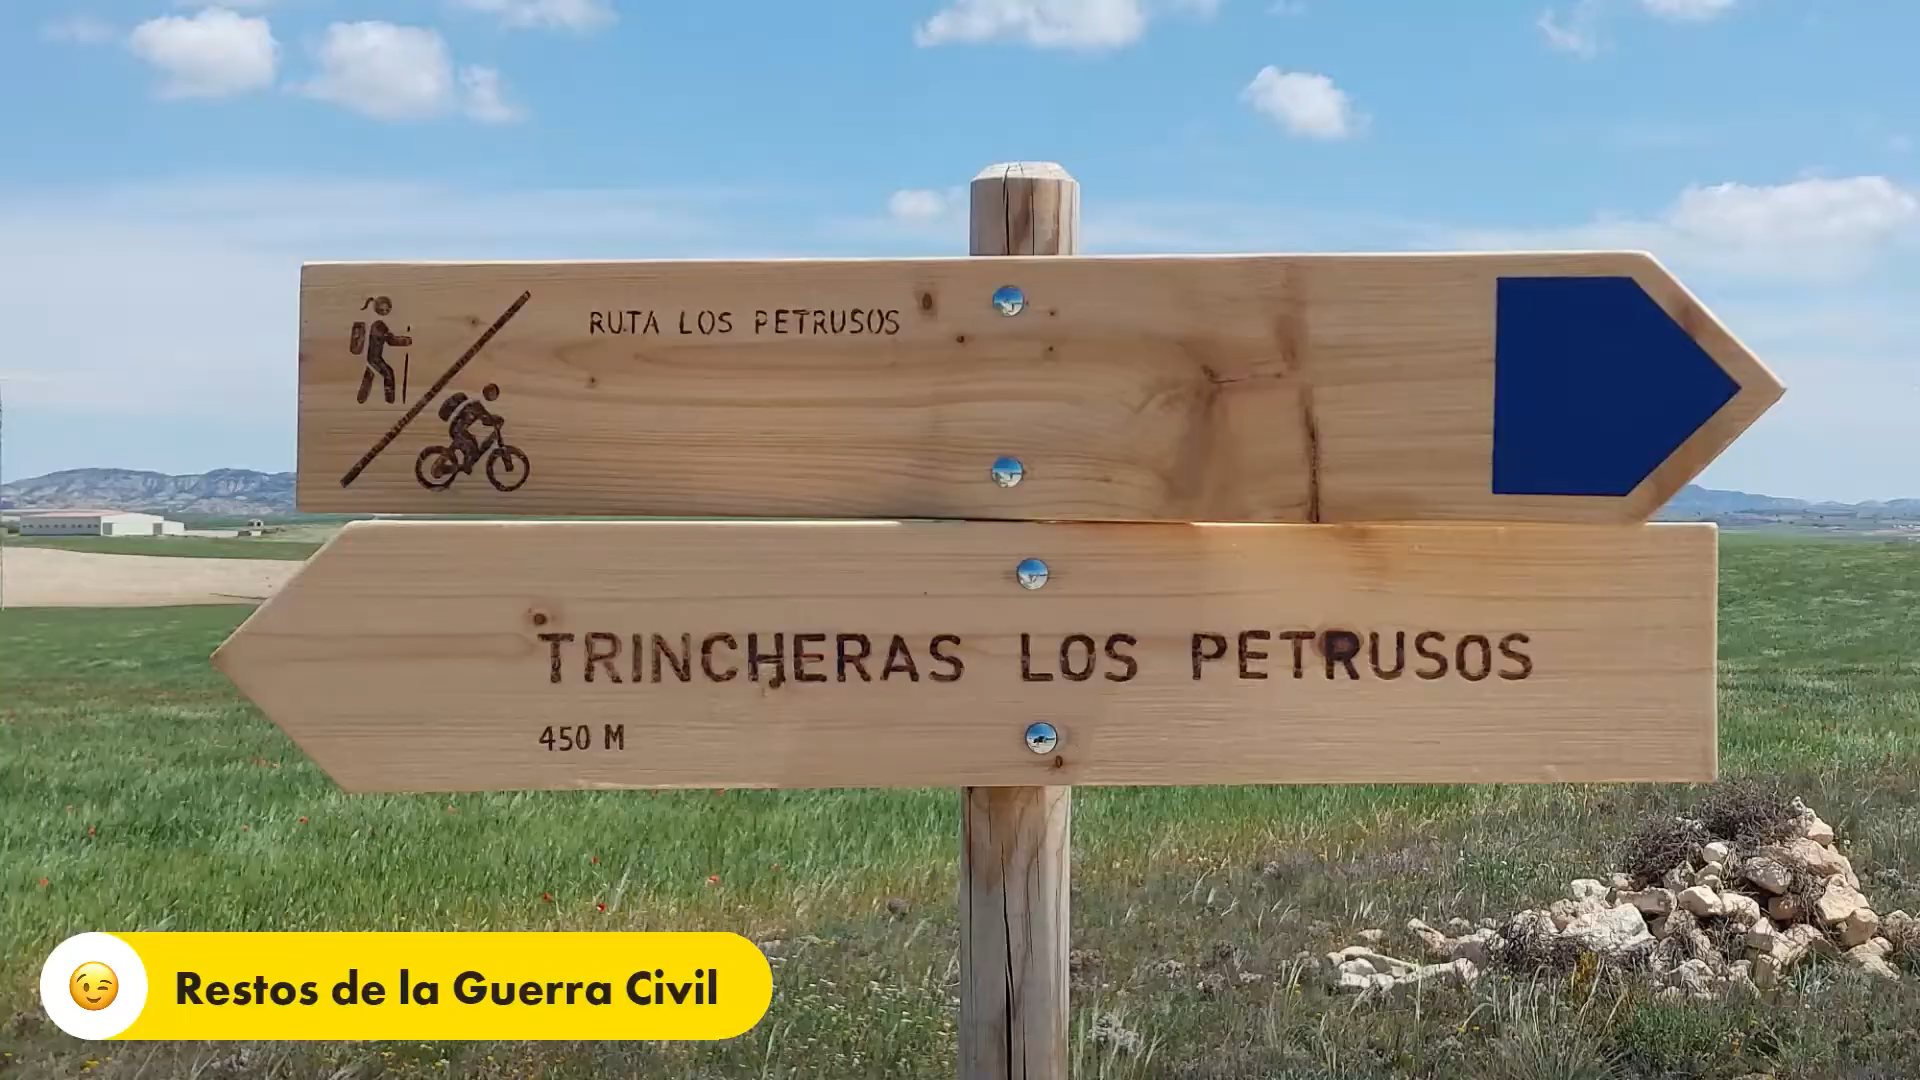 RUTA LOS PETRUSOS
TRINCHERAS LOS PETRUSOS
450 M
Restos de la Guerra Civil